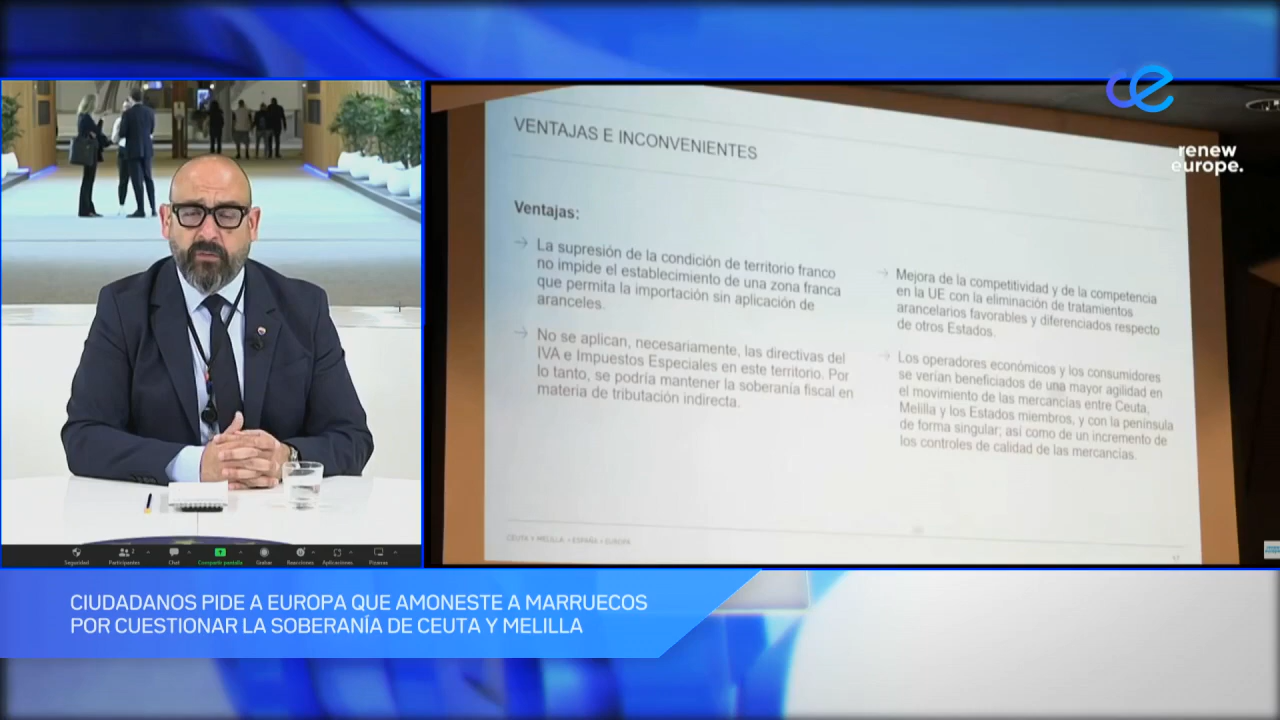 ce
renew
europe.
VENTAJAS E INCONVENIENTES
Ventajas:
→ La supresión de la condición de territorio franco
no impide el establecimiento de una zona franca
que permita la importación sin aplicación de
aranceles.
→ No se aplican, necesariamente, las directivas del
IVA e Impuestos Especiales en este territorio. Por
lo tanto, se podría mantener la soberanía fiscal en
materia de tributación indirecta.
→ Mejora de la competitividad y de la competencia
en la UE con la eliminación de tratamientos
arancelarios favorables y diferenciados respecto
de otros Estados.
→ Los operadores económicos y los consumidores
se verían beneficiados de una mayor agilidad en
el movimiento de las mercancías entre Ceuta,
Melilla y los Estados miembros, y con la península
de forma singular; así como de un incremento de
los controles de calidad de las mercancías.
CEUTA Y MELILLA + ESPAÑA + EUROPA
Seguridad
Participantes
Chat
Compartir pantalla
Grabar
Reacciones
Aplicaciones
Pizarras
CIUDADANOS PIDE A EUROPA QUE AMONESTE A MARRUECOS
POR CUESTIONAR LA SOBERANÍA DE CEUTA Y MELILLA